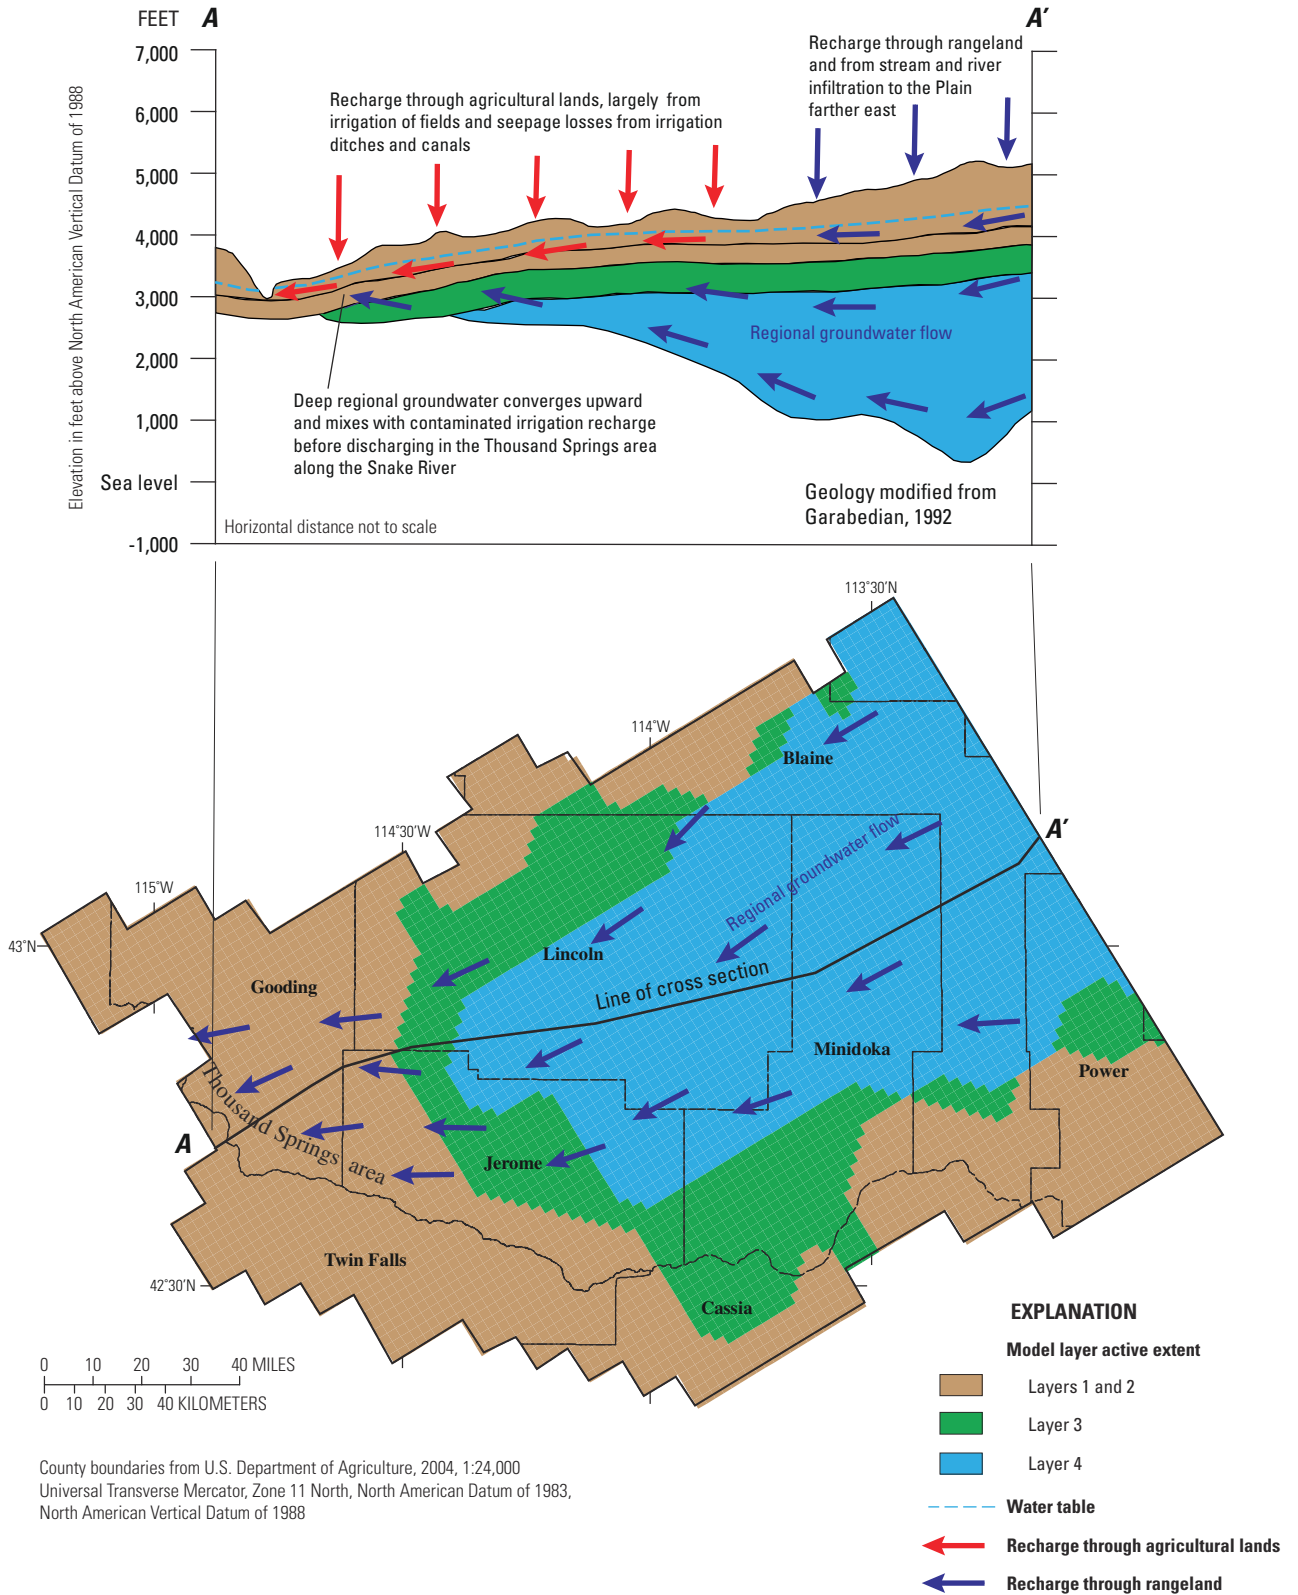 FEET
A
A'
7,000
6,000
5,000
4,000
3,000
2,000
1,000
Sea level
-1,000
Elevation in feet above North American Vertical Datum of 1988
Recharge through agricultural lands, largely from
irrigation of fields and seepage losses from irrigation
ditches and canals
Recharge through rangeland
and from stream and river
infiltration to the Plain
farther east
Regional groundwater flow
Deep regional groundwater converges upward
and mixes with contaminated irrigation recharge
before discharging in the Thousand Springs area
along the Snake River
Geology modified from
Garabedian, 1992
Horizontal distance not to scale
113°30'N
114°W
114°30'W
115°W
43°N
42°30'N
Blaine
A'
Regional groundwater flow
Lincoln
Line of cross section
Gooding
Minidoka
Power
Thousand Springs area
A
Jerome
Twin Falls
Cassia
0 10 20 30 40 MILES
0 10 20 30 40 KILOMETERS
County boundaries from U.S. Department of Agriculture, 2004, 1:24,000
Universal Transverse Mercator, Zone 11 North, North American Datum of 1983,
North American Vertical Datum of 1988
EXPLANATION
Model layer active extent
Layers 1 and 2
Layer 3
Layer 4
Water table
Recharge through agricultural lands
Recharge through rangeland